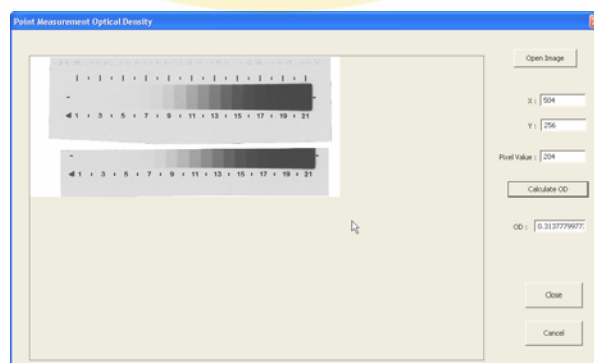 Point Measurement Optical Density
Open Image
1 3 5 7 9 11 13 15 17 19 21
X : 504
Y : 256
1 3 5 7 9 11 13 15 17 19 21
Pixel Value : 204
Calculate OD
OD : 0.313777997
Close
Cancel